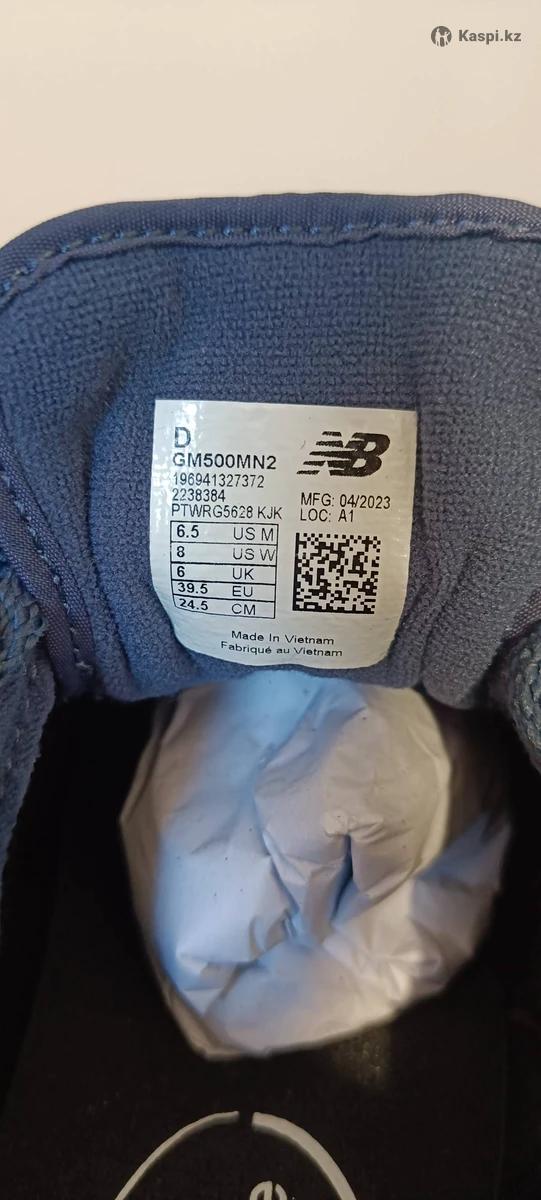 Kaspi.kz
D
GM500MN2
NB
196941327372
2238384
MFG: 04/2023
PTWRG5628 KJK
LOC: A1
6.5 US M
8 US W
6 UK
39.5 EU
24.5 CM
Made In Vietnam
Fabriqué au Vietnam